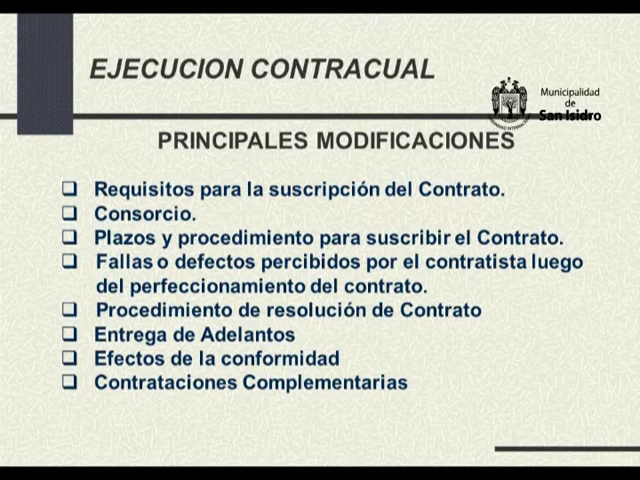 EJECUCION CONTRACUAL
Municipalidad
de
San Isidro
PRINCIPALES MODIFICACIONES
Requisitos para la suscripción del Contrato.
Consorcio.
Plazos y procedimiento para suscribir el Contrato.
Fallas o defectos percibidos por el contratista luego
del perfeccionamiento del contrato.
Procedimiento de resolución de Contrato
Entrega de Adelantos
Efectos de la conformidad
Contrataciones Complementarias